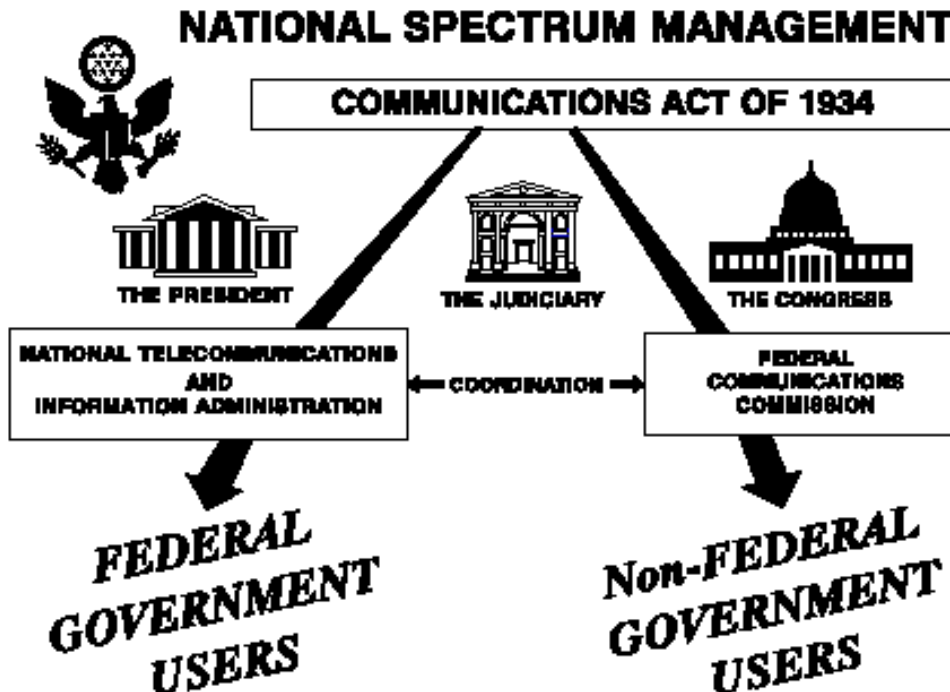 NATIONAL SPECTRUM MANAGEMENT
COMMUNICATIONS ACT OF 1934
THE PRESIDENT
THE JUDICIARY
THE CONGRESS
NATIONAL TELECOMMUNICATIONS
AND
INFORMATION ADMINISTRATION
COORDINATION
FEDERAL
COMMUNICATIONS
COMMISSION
FEDERAL
GOVERNMENT
USERS
Non-FEDERAL
GOVERNMENT
USERS